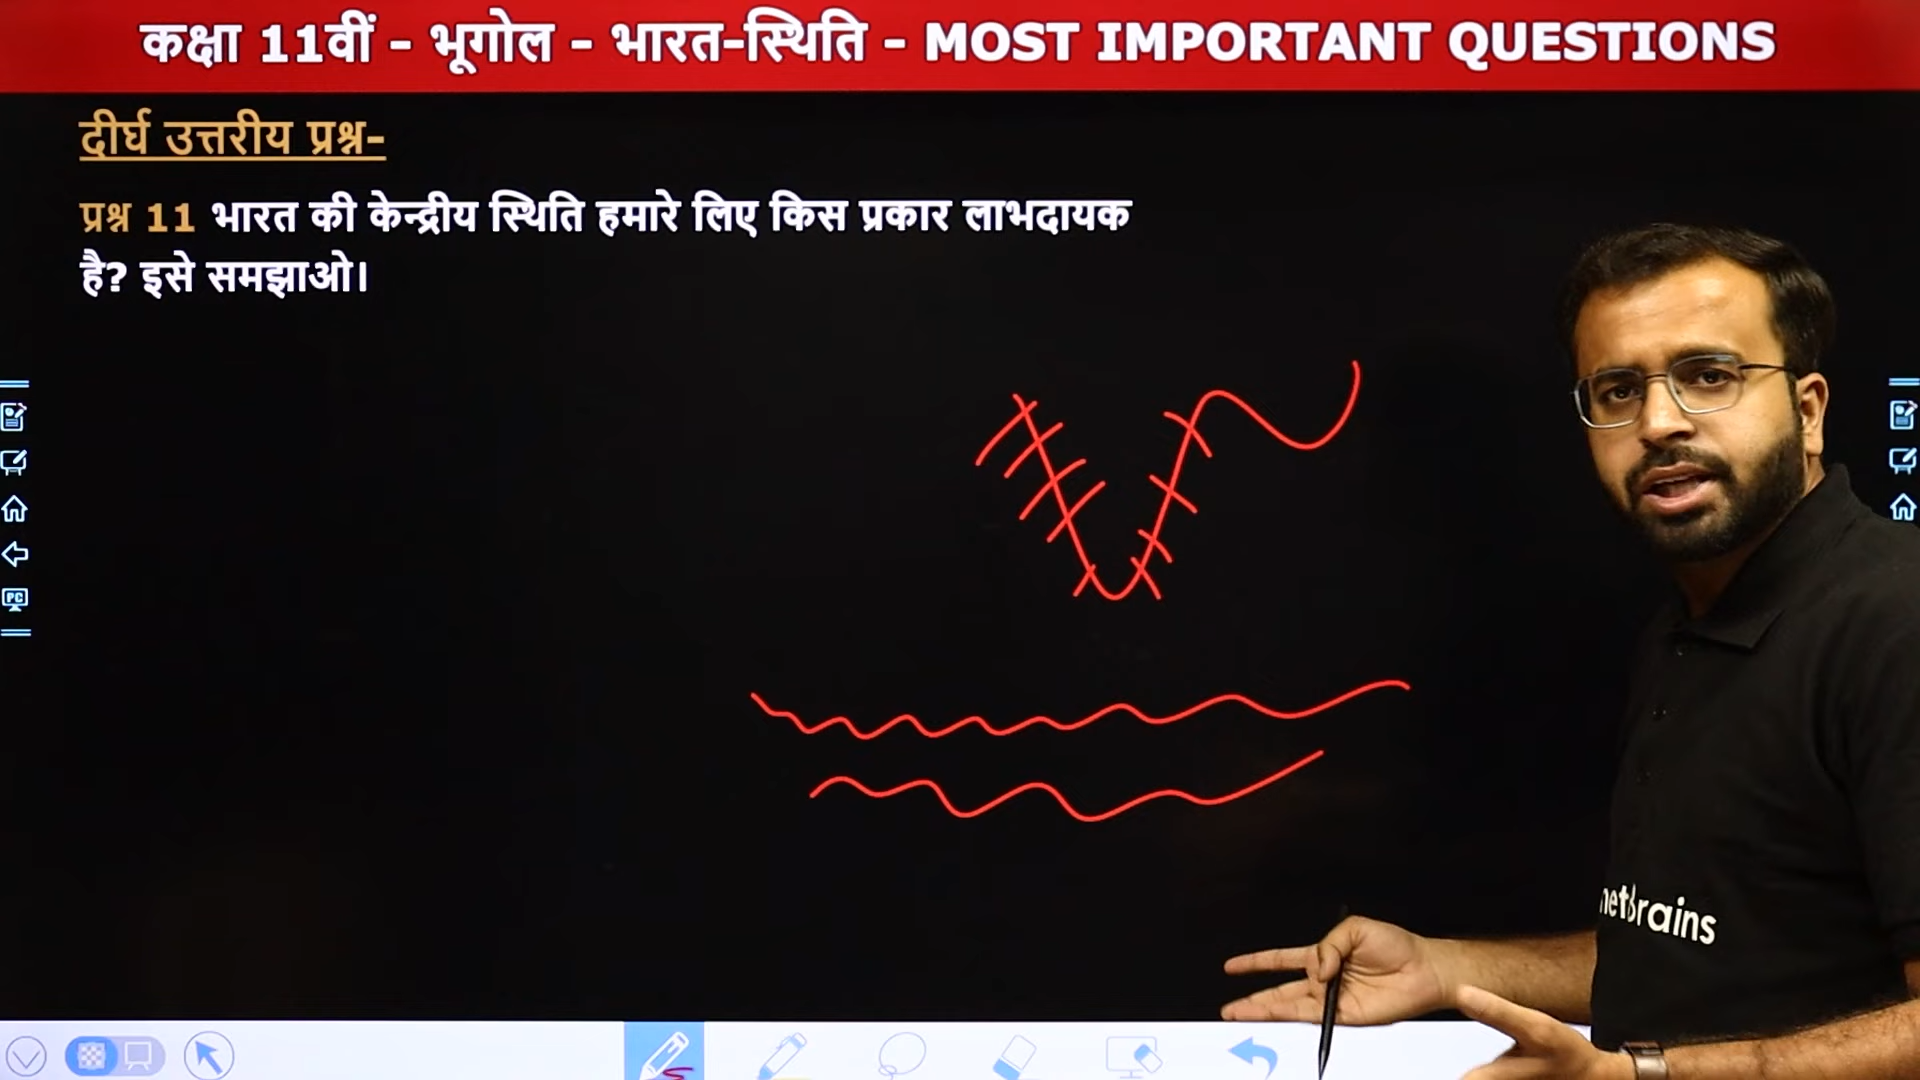 कक्षा 11वीं - भूगोल - भारत-स्थिति - MOST IMPORTANT QUESTIONS
दीर्घ उत्तरीय प्रश्न-
प्रश्न 11 भारत की केन्द्रीय स्थिति हमारे लिए किस प्रकार लाभदायक
है? इसे समझाओ।
PC
netbrains